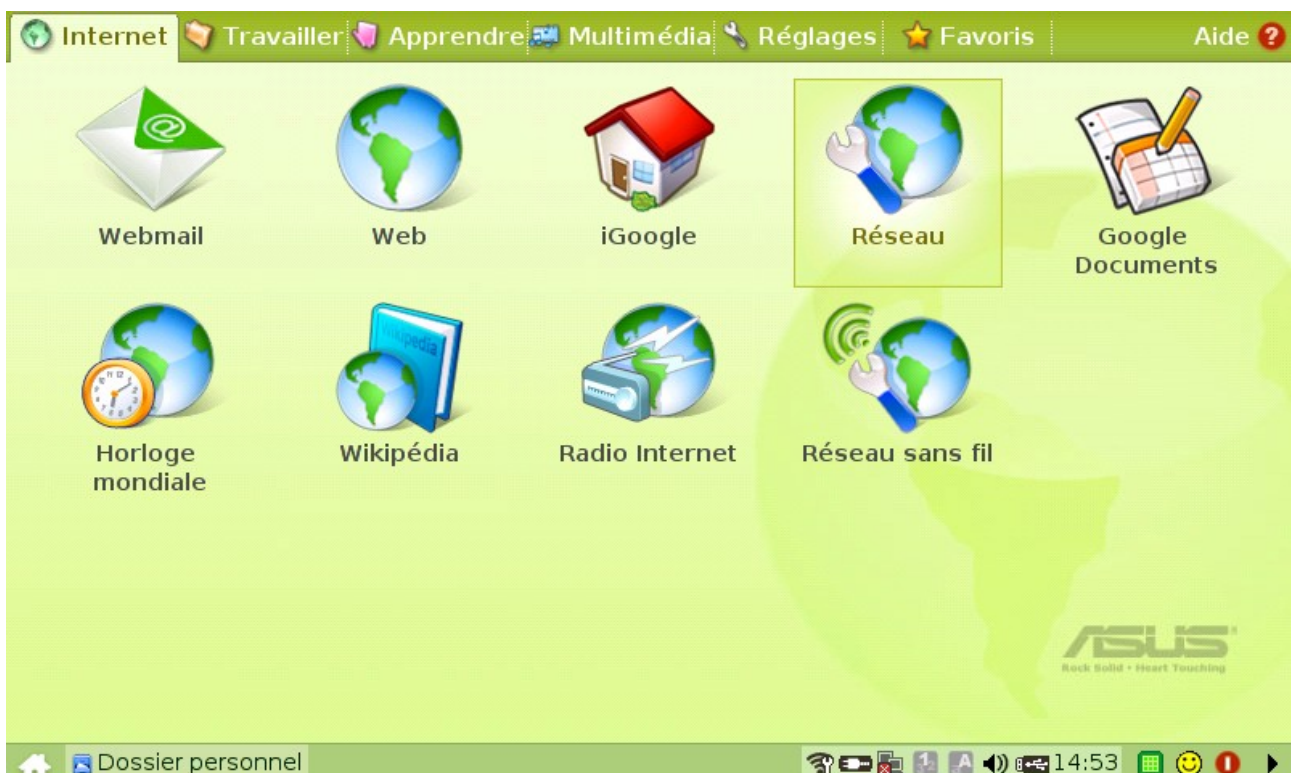 Internet Travailler Apprendre Multimédia Réglages Favoris Aide ?
@
Webmail Web iGoogle Réseau Google
Documents
Wikipedia
Horloge
mondiale
Wikipédia Radio Internet Réseau sans fil
ASUS
Rock Solid • Heart Touching
Dossier personnel 14:53